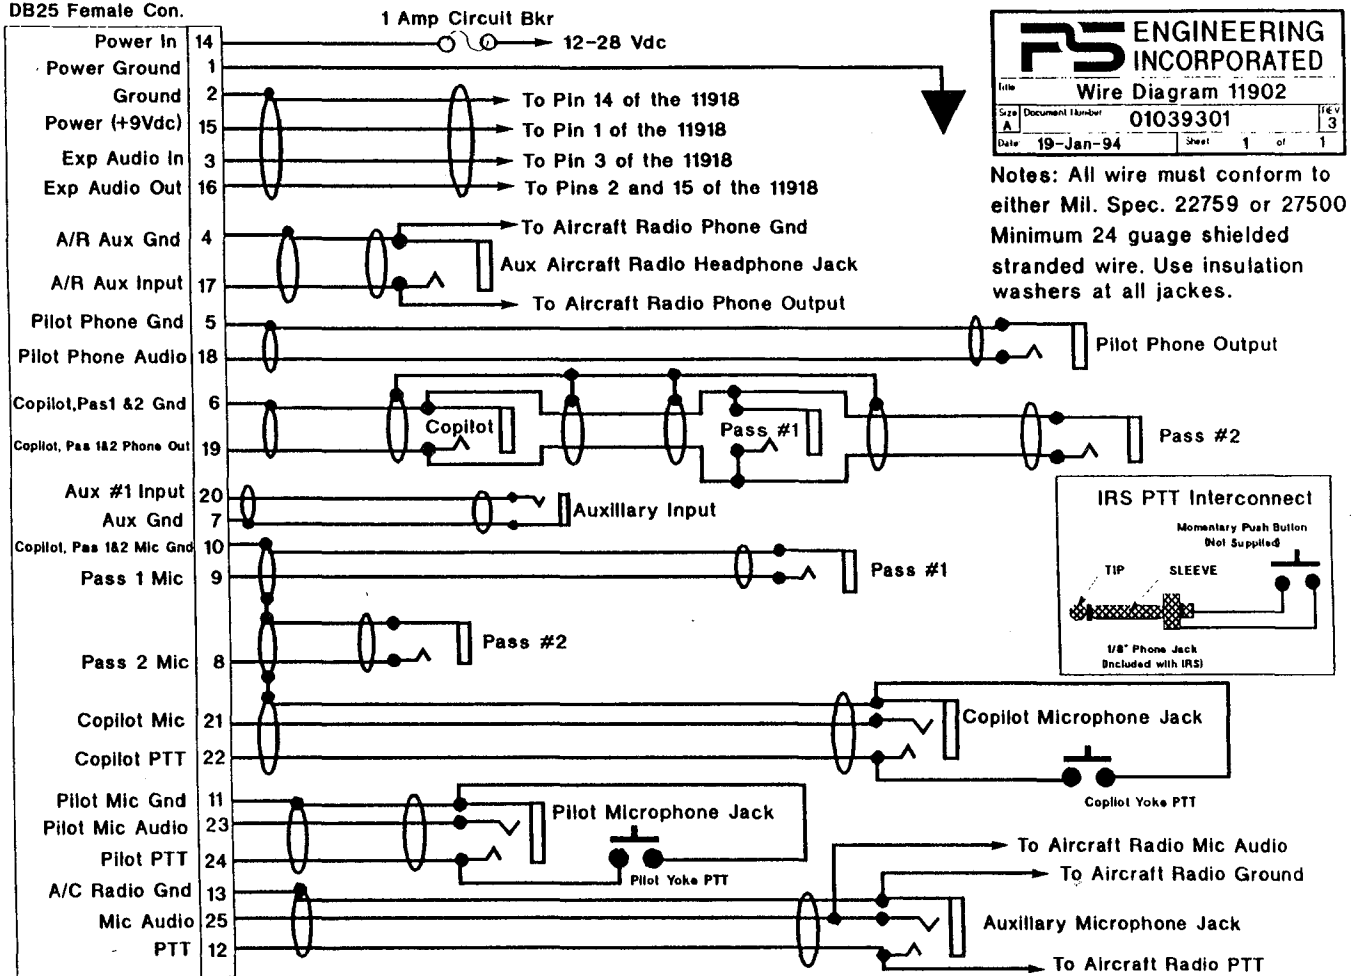 DB25 Female Con.
1 Amp Circuit Bkr
Power In 14
12-28 Vdc
Power Ground 1
Ground 2
To Pin 14 of the 11918
Power (+9Vdc) 15
To Pin 1 of the 11918
Exp Audio In 3
To Pin 3 of the 11918
Exp Audio Out 16
To Pins 2 and 15 of the 11918
PS ENGINEERING
INCORPORATED
Title
Wire Diagram 11902
Size
A
Document Number
01039301
REV
3
Date 19-Jan-94
Sheet 1 of 1
Notes: All wire must conform to
either Mil. Spec. 22759 or 27500
Minimum 24 guage shielded
stranded wire. Use insulation
washers at all jackes.
A/R Aux Gnd 4
To Aircraft Radio Phone Gnd
Aux Aircraft Radio Headphone Jack
A/R Aux Input 17
To Aircraft Radio Phone Output
Pilot Phone Gnd 5
Pilot Phone Audio 18
Pilot Phone Output
Copilot,Pas1 &2 Gnd 6
Copilot
Pass #1
Pass #2
Copilot, Pas 1&2 Phone Out 19
Aux #1 Input 20
Aux Gnd 7
Auxillary Input
Copilot, Pas 1&2 Mic Gnd 10
Pass 1 Mic 9
Pass #1
Pass #2
Pass 2 Mic 8
IRS PTT Interconnect
Momentary Push Button
(Not Supplied)
TIP
SLEEVE
1/8" Phone Jack
(Included with IRS)
Copilot Mic 21
Copilot Microphone Jack
Copilot PTT 22
Copliot Yoke PTT
Pilot Mic Gnd 11
Pilot Mic Audio 23
Pilot Microphone Jack
Pilot PTT 24
Pilot Yoke PTT
A/C Radio Gnd 13
To Aircraft Radio Mic Audio
To Aircraft Radio Ground
Mic Audio 25
Auxillary Microphone Jack
PTT 12
To Aircraft Radio PTT